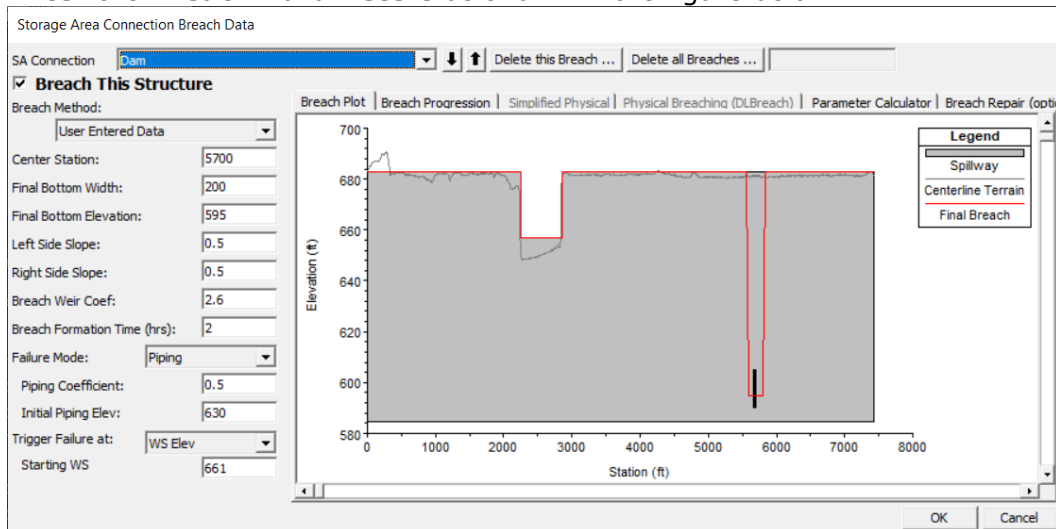 Storage Area Connection Breach Data
SA Connection Dam Delete this Breach ... Delete all Breaches ...
Breach This Structure
Breach Method:
User Entered Data
Center Station: 5700
Final Bottom Width: 200
Final Bottom Elevation: 595
Left Side Slope: 0.5
Right Side Slope: 0.5
Breach Weir Coef: 2.6
Breach Formation Time (hrs): 2
Failure Mode: Piping
Piping Coefficient: 0.5
Initial Piping Elev: 630
Trigger Failure at: WS Elev
Starting WS 661
Breach Plot Breach Progression Simplified Physical Physical Breaching (DLBreach) Parameter Calculator Breach Repair (opti
700
680
660
640
620
600
580
Elevation (ft)
0 1000 2000 3000 4000 5000 6000 7000 8000
Station (ft)
Legend
Spillway
Centerline Terrain
Final Breach
OK Cancel